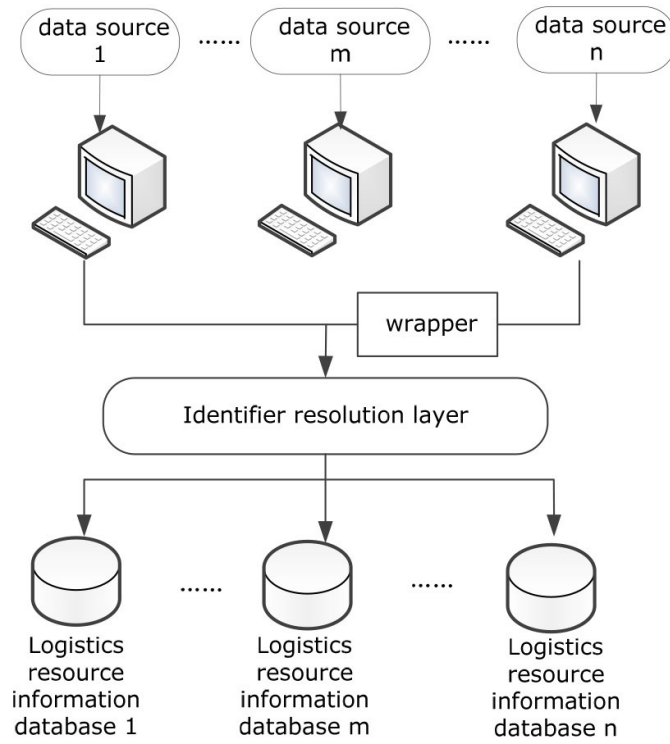 data source
1
......
data source
m
......
data source
n
wrapper
Identifier resolution layer
......
......
Logistics
resource
information
database 1
Logistics
resource
information
database m
Logistics
resource
information
database n